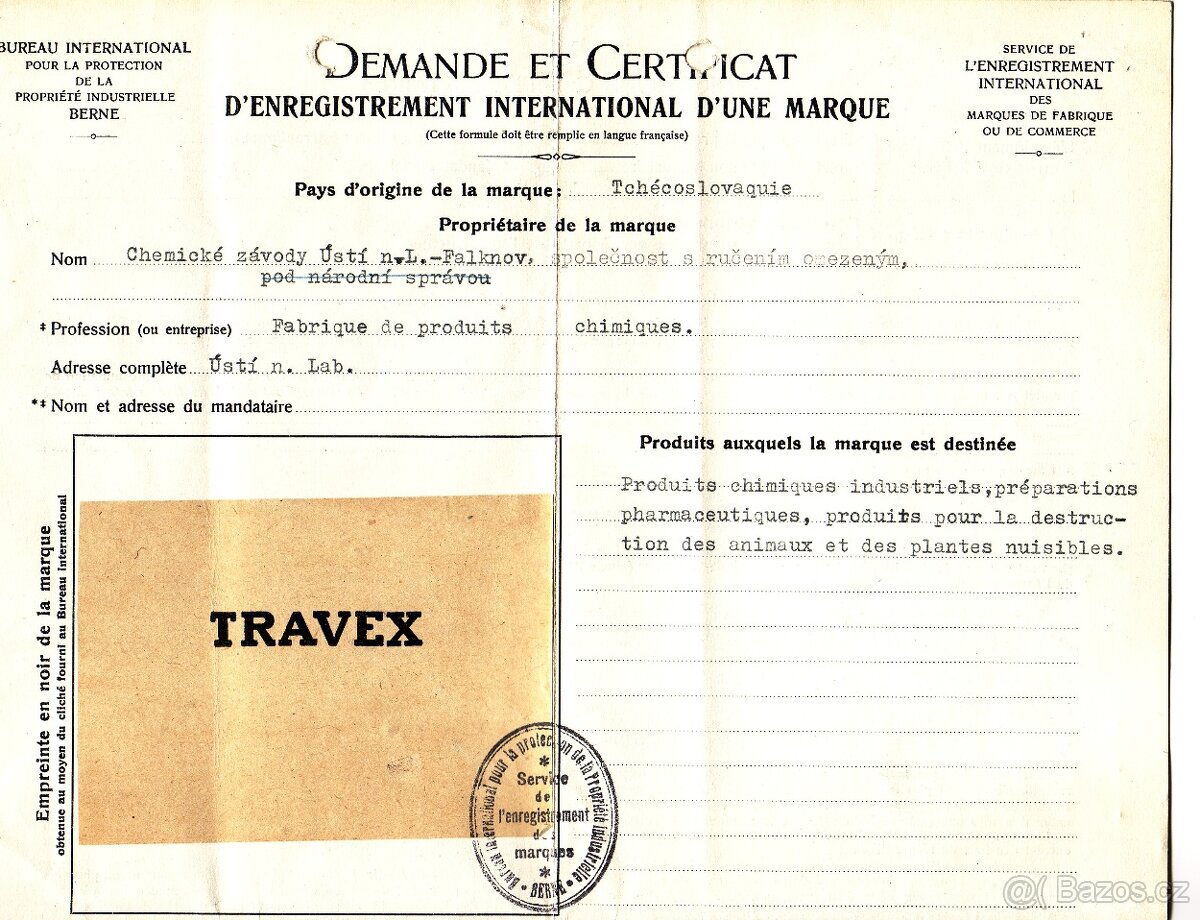 BUREAU INTERNATIONAL
POUR LA PROTECTION
DE LA
PROPRIÉTÉ INDUSTRIELLE
BERNE
DEMANDE ET CERTIFICAT
D'ENREGISTREMENT INTERNATIONAL D'UNE MARQUE
(Cette formule doit être remplie en langue française)
SERVICE DE
L'ENREGISTREMENT
INTERNATIONAL
DES
MARQUES DE FABRIQUE
OU DE COMMERCE
Pays d'origine de la marque: Tchécoslovaquie
Propriétaire de la marque
Nom Chemické závody Ústí n.L.-Falknov, společnost s ručením omezeným,
pod národní správou
* Profession (ou entreprise) Fabrique de produits chimiques.
Adresse complète Ústí n. Lab.
** Nom et adresse du mandataire
Empreinte en noir de la marque
obtenue au moyen du cliché fourni au Bureau international
TRAVEX
Produits auxquels la marque est destinée
Produits chimiques industriels, préparations
pharmaceutiques, produits pour la destruc-
tion des animaux et des plantes nuisibles.
Bureau international pour la protection de la Propriété industrielle
* Service
de
l'enregistrement
des
marques
*
• BERNE •
@( Bazos.cz